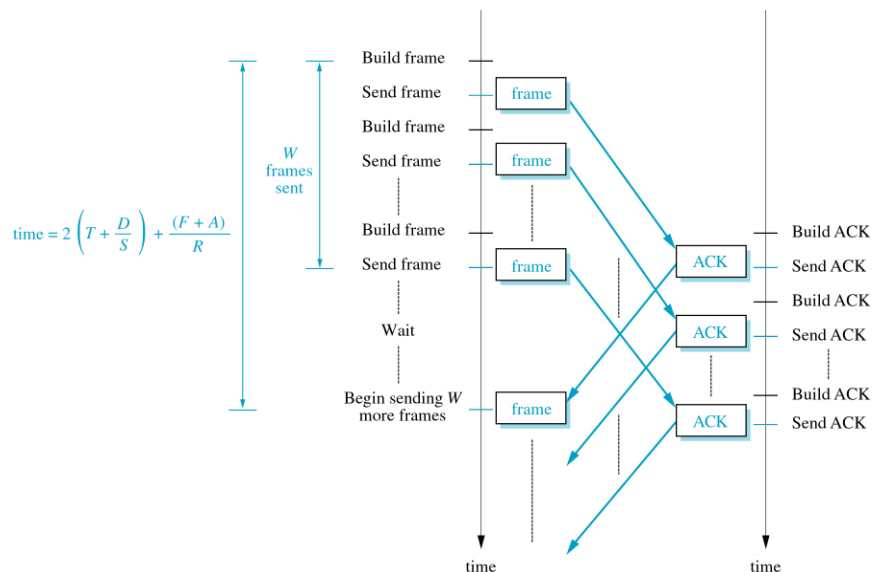 Build frame
Send frame
frame
Build frame
W
frames
sent
Send frame
frame
time = 2 ( T + D/S ) + (F + A)/R
Build frame
Send frame
frame
Build ACK
ACK
Send ACK
Build ACK
Wait
ACK
Send ACK
Begin sending W
more frames
frame
Build ACK
ACK
Send ACK
time
time